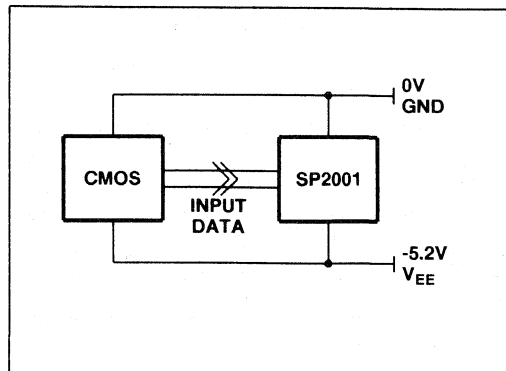 0V
GND
CMOS
SP2001
INPUT
DATA
-5.2V
VEE